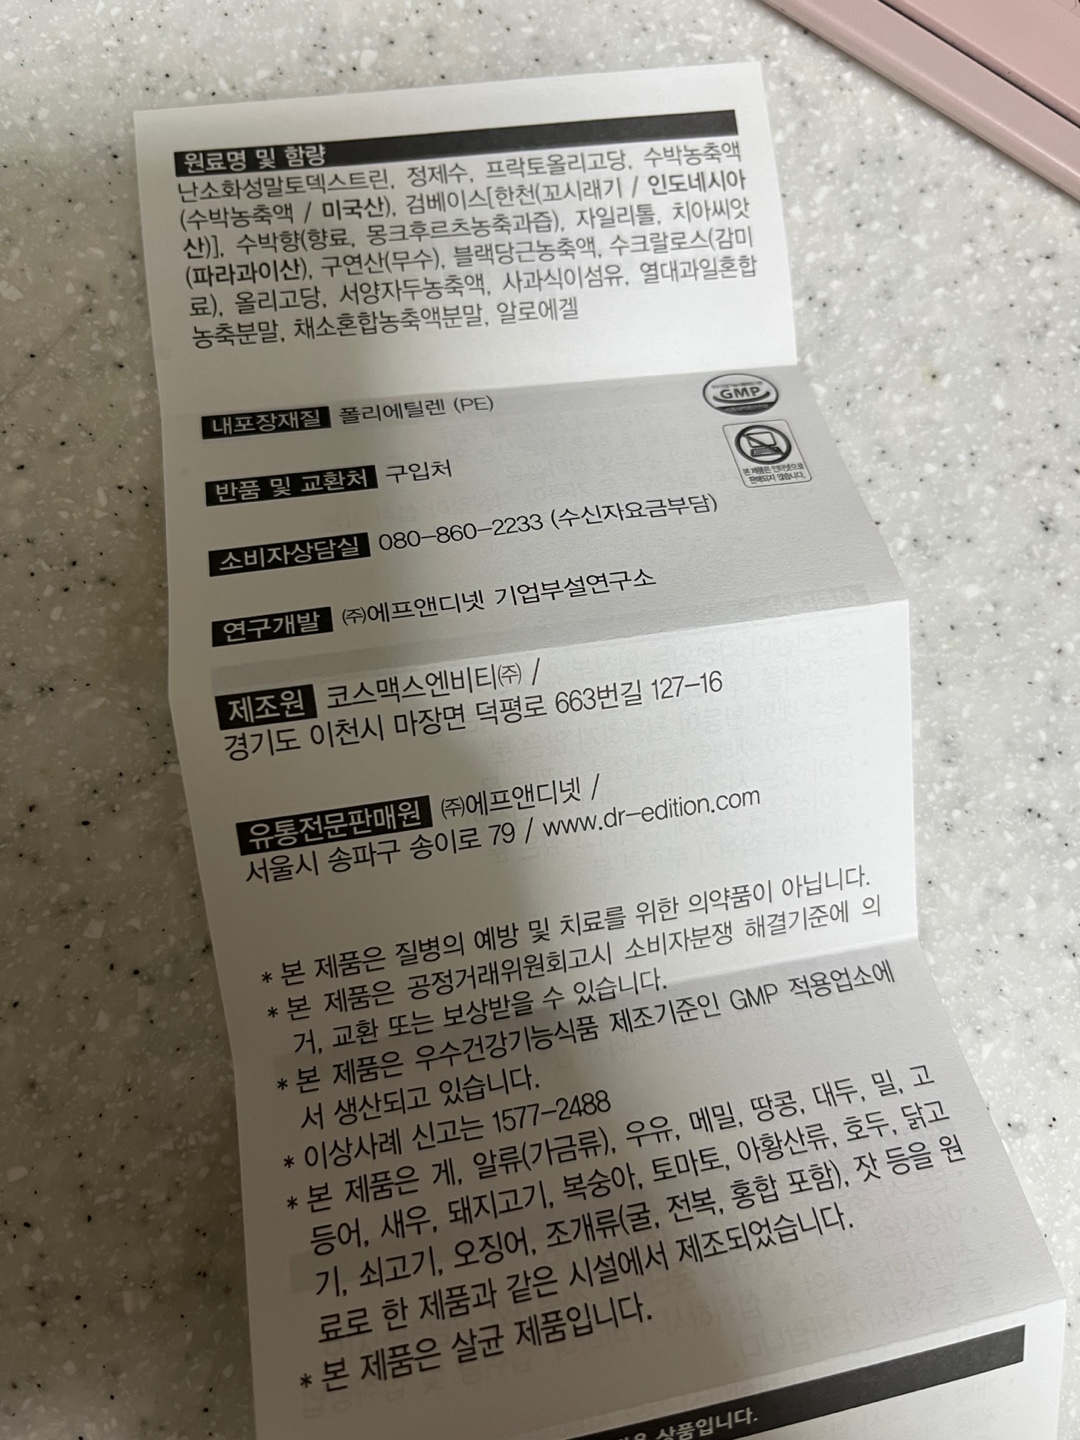 원료명 및 함량
난소화성말토덱스트린, 정제수, 프락토올리고당, 수박농축액
(수박농축액 / 미국산), 검베이스[한천(꼬시래기 / 인도네시아
산)], 수박향(향료, 몽크후르츠농축과즙), 자일리톨, 치아씨앗
(파라과이산), 구연산(무수), 블랙당근농축액, 수크랄로스(감미
료), 올리고당, 서양자두농축액, 사과식이섬유, 열대과일혼합
농축분말, 채소혼합농축액분말, 알로에겔
내포장재질 폴리에틸렌 (PE)
GMP
반품 및 교환처 구입처
본 제품은 인터넷으로
판매되지 않습니다.
소비자상담실 080-860-2233 (수신자요금부담)
연구개발 ㈜에프앤디넷 기업부설연구소
제조원 코스맥스엔비티㈜ /
경기도 이천시 마장면 덕평로 663번길 127-16
유통전문판매원 ㈜에프앤디넷 /
서울시 송파구 송이로 79 / www.dr-edition.com
* 본 제품은 질병의 예방 및 치료를 위한 의약품이 아닙니다.
* 본 제품은 공정거래위원회고시 소비자분쟁 해결기준에 의
거, 교환 또는 보상받을 수 있습니다.
* 본 제품은 우수건강기능식품 제조기준인 GMP 적용업소에
서 생산되고 있습니다.
* 이상사례 신고는 1577-2488
* 본 제품은 게, 알류(가금류), 우유, 메밀, 땅콩, 대두, 밀, 고
등어, 새우, 돼지고기, 복숭아, 토마토, 아황산류, 호두, 닭고
기, 쇠고기, 오징어, 조개류(굴, 전복, 홍합 포함), 잣 등을 원
료로 한 제품과 같은 시설에서 제조되었습니다.
* 본 제품은 살균 제품입니다.
상품입니다.